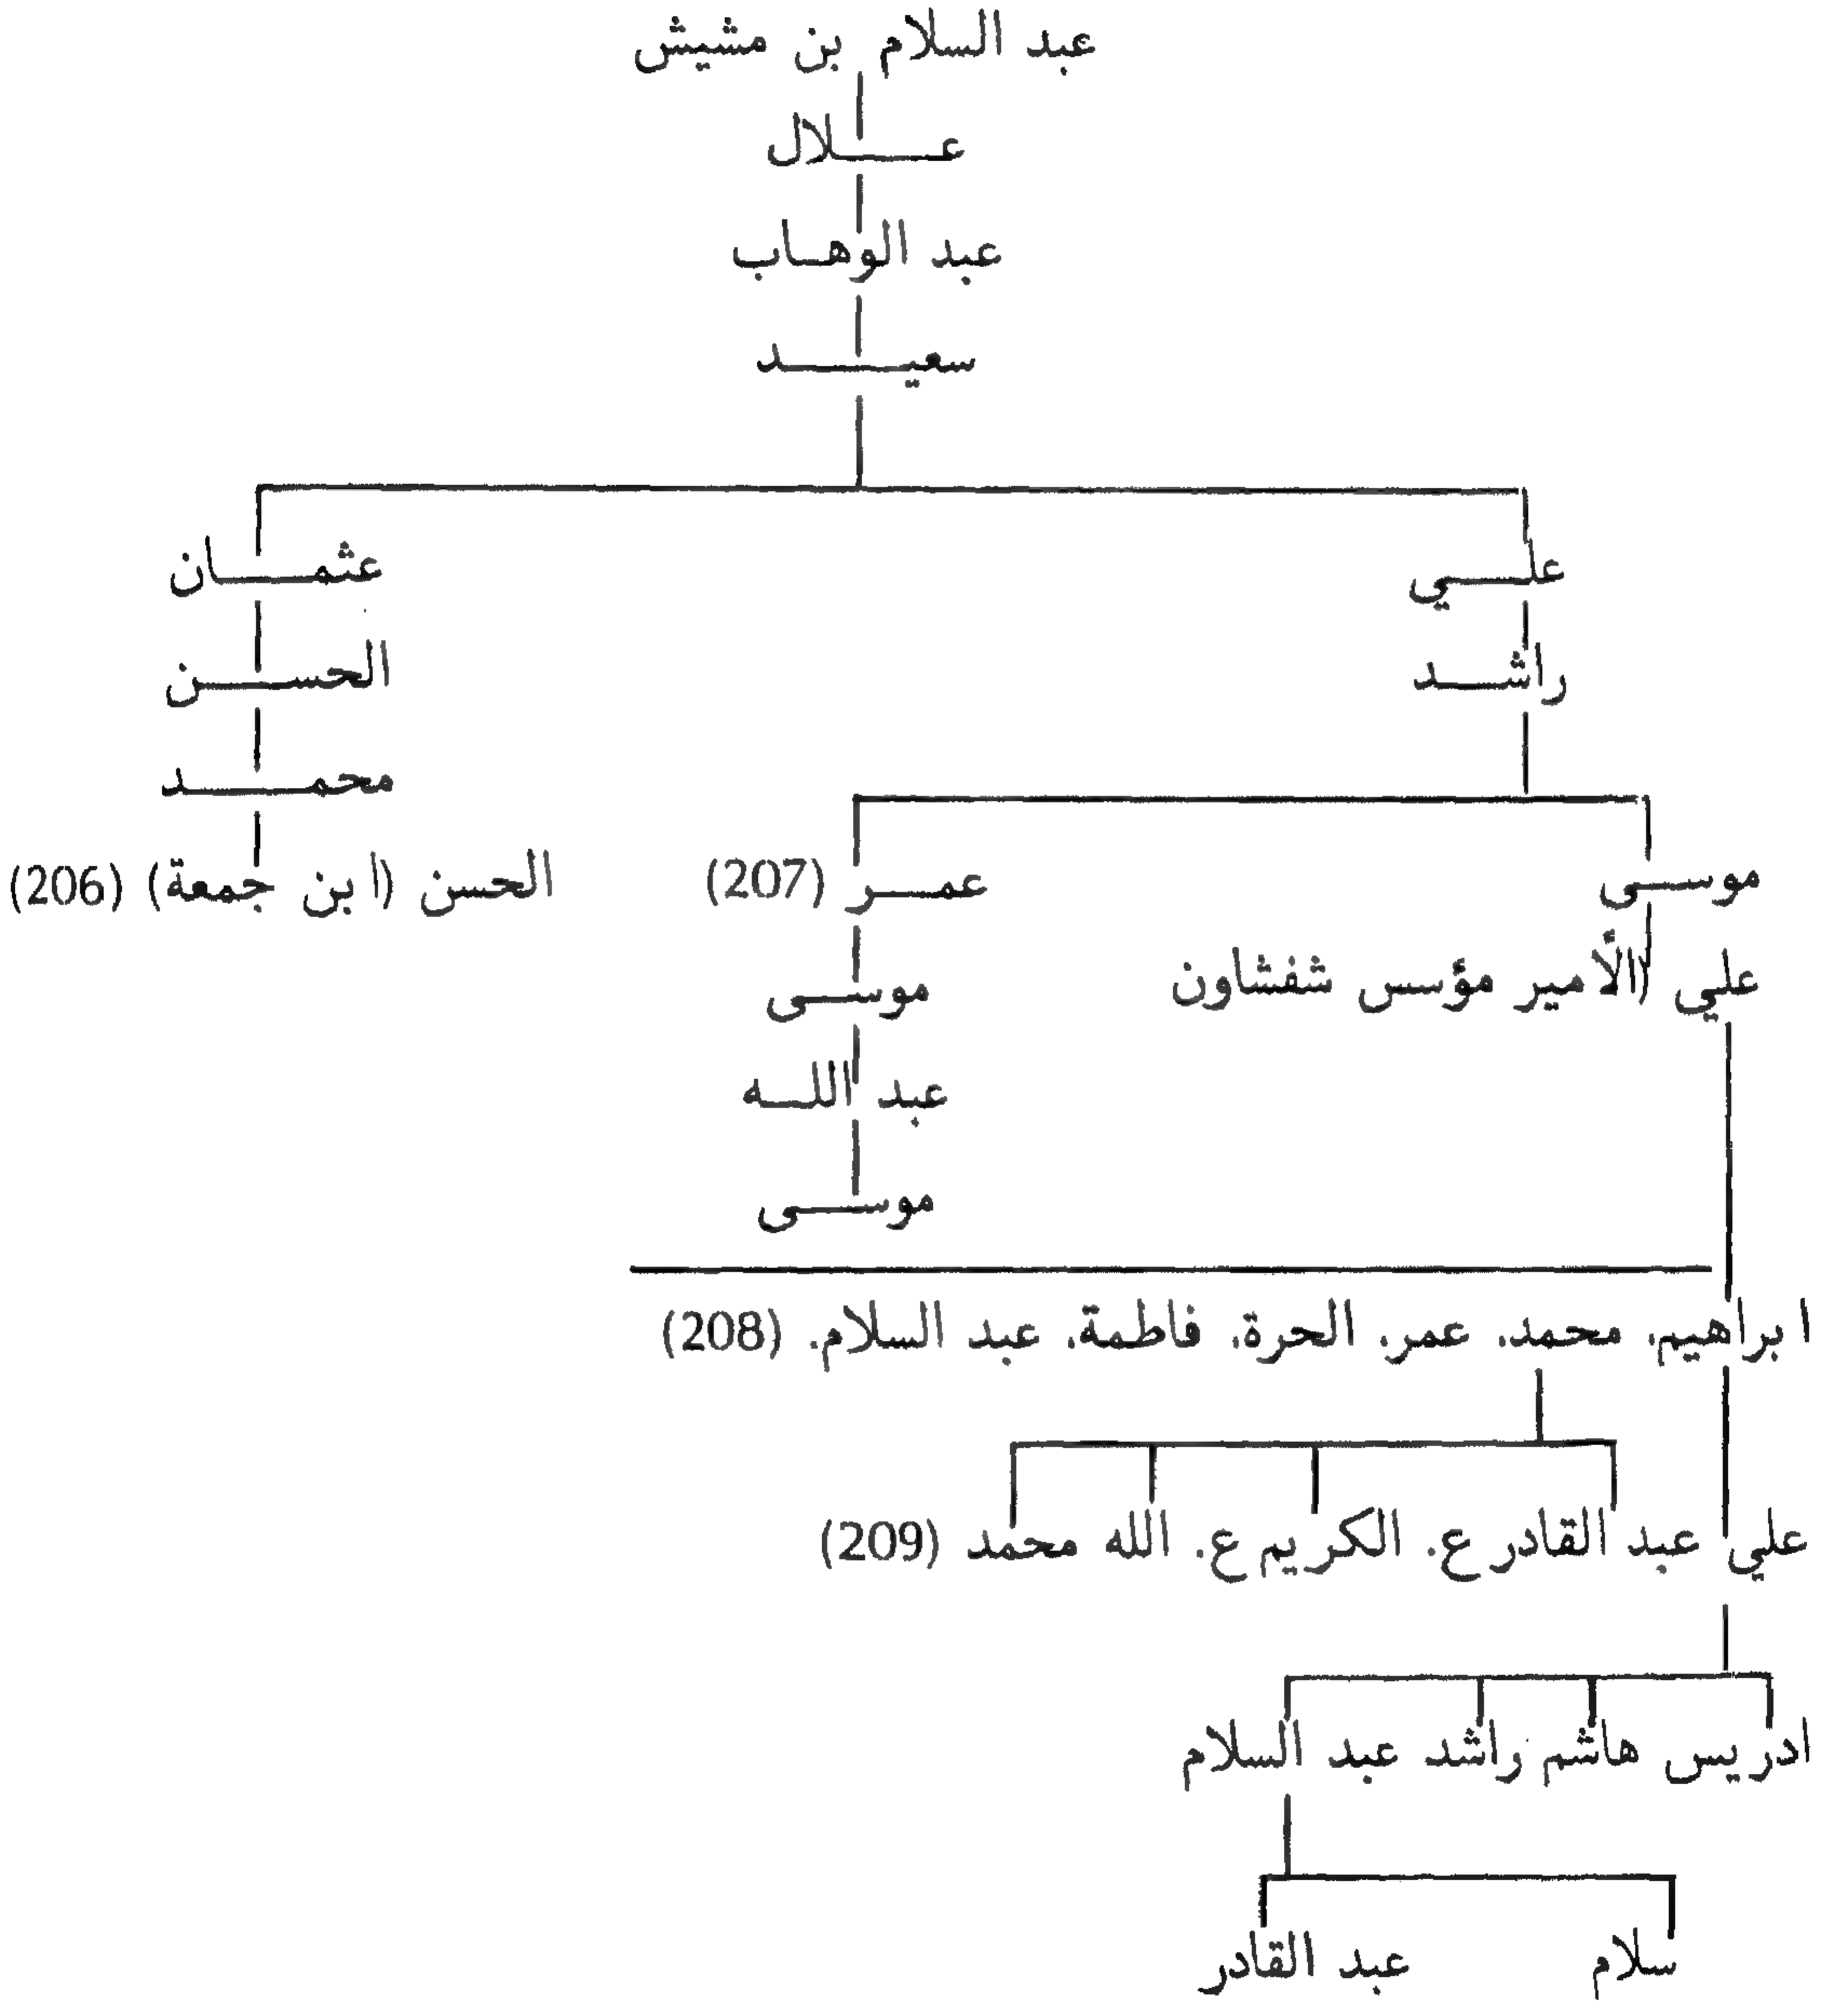 عبد السلام بن مشيش
علال
عبد الوهاب
سعيد
علي
عثمان
راشد
الحسن
محمد
موسى
عمر (207)
الحسن (ابن جمعة) (206)
علي (الأمير مؤسس شفشاون
موسى
عبد الله
موسى
ابراهيم. محمد. عمر. الحرة. فاطمة. عبد السلام. (208)
علي عبد القادر ع. الكريم ع. الله محمد (209)
ادريس هاشم راشد عبد السلام
سلام عبد القادر